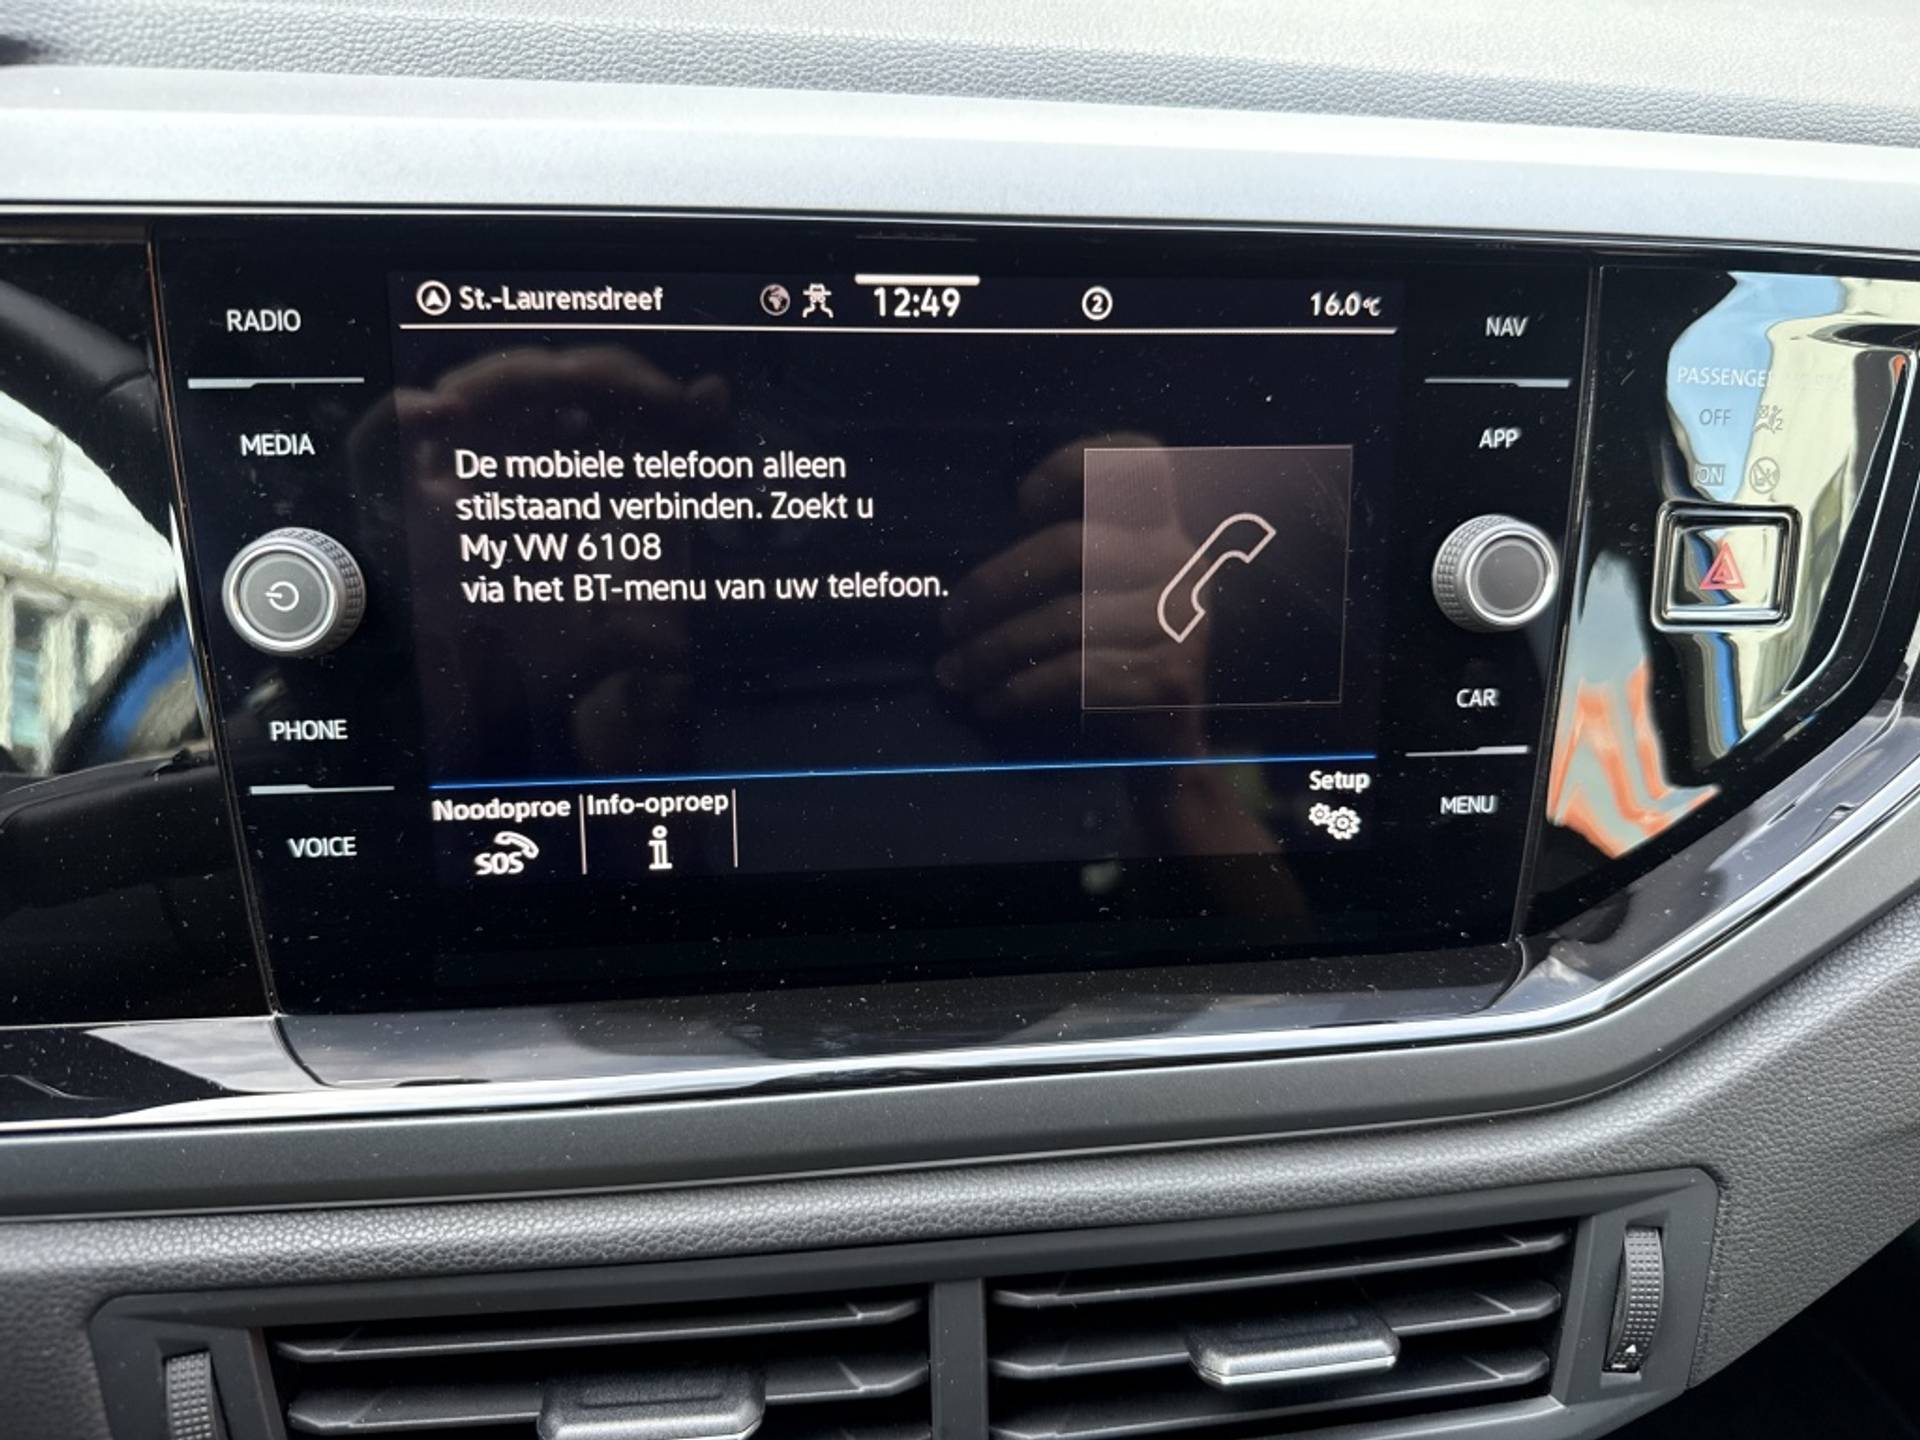 RADIO
MEDIA
PHONE
VOICE
St.-Laurensdreef
12:49
2
16.0°C
De mobiele telefoon alleen
stilstaand verbinden. Zoekt u
My VW 6108
via het BT-menu van uw telefoon.
Noodoproe
SOS
Info-oproep
i
Setup
NAV
APP
CAR
MENU
OFF
ON